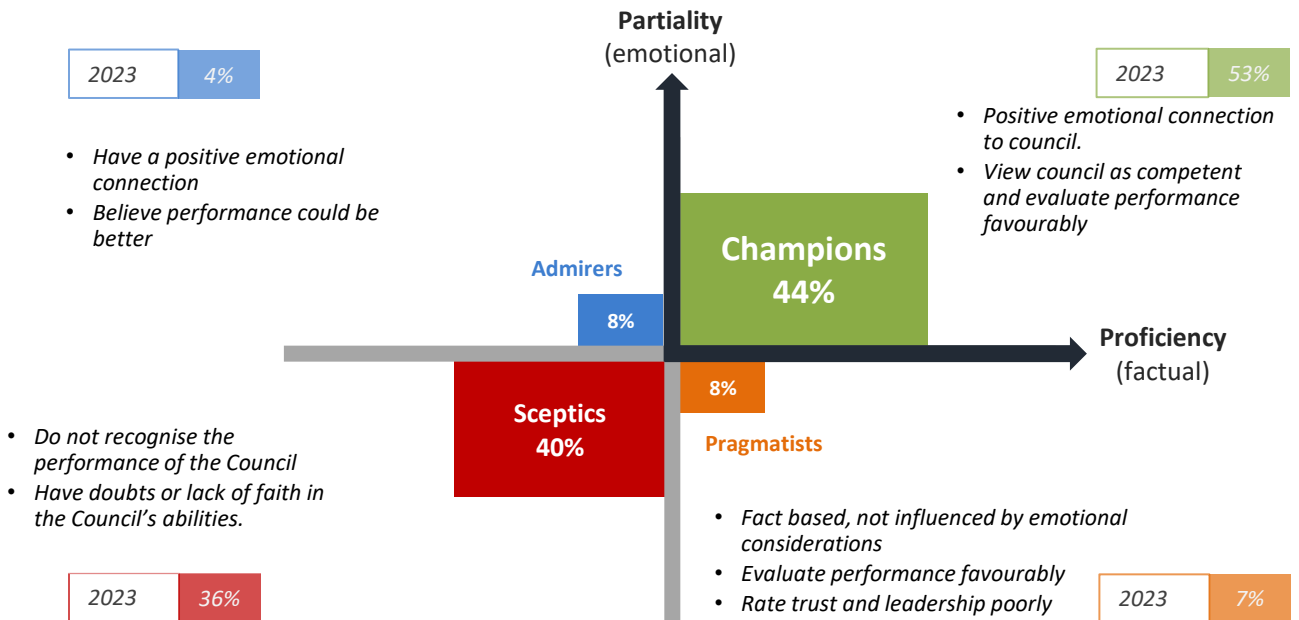 Partiality
(emotional)
2023 4%
2023 53%
• Have a positive emotional
connection
• Believe performance could be
better
• Positive emotional connection
to council.
• View council as competent
and evaluate performance
favourably
Admirers
8%
Champions
44%
Proficiency
(factual)
Sceptics
40%
8%
Pragmatists
• Do not recognise the
performance of the Council
• Have doubts or lack of faith in
the Council's abilities.
• Fact based, not influenced by emotional
considerations
• Evaluate performance favourably
• Rate trust and leadership poorly
2023 36%
2023 7%